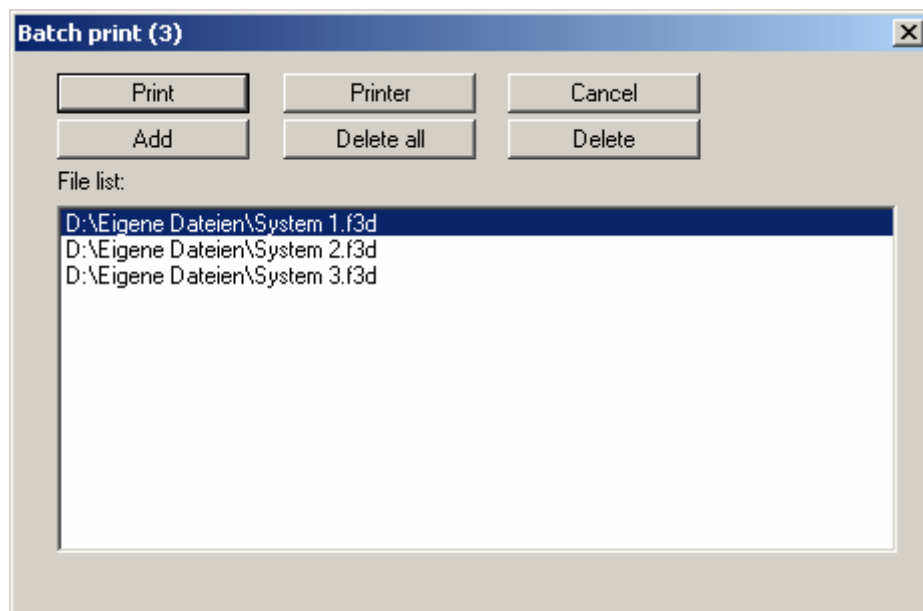 Batch print (3)
Print Printer Cancel
Add Delete all Delete
File list:
D:\Eigene Dateien\System 1.f3d
D:\Eigene Dateien\System 2.f3d
D:\Eigene Dateien\System 3.f3d